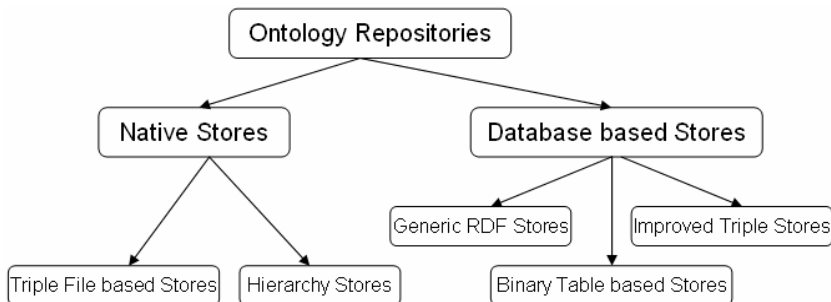 Ontology Repositories
Native Stores
Database based Stores
Generic RDF Stores
Improved Triple Stores
Triple File based Stores
Hierarchy Stores
Binary Table based Stores